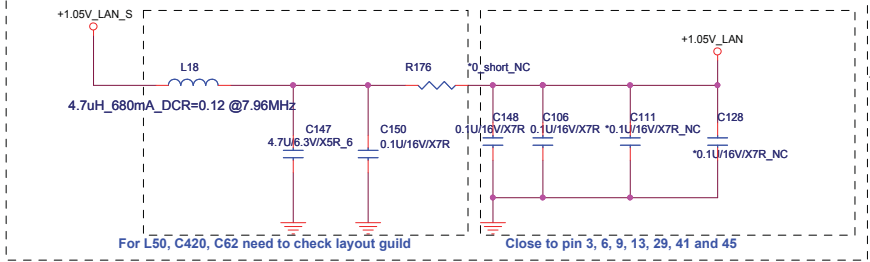 +1.05V_LAN_S
+1.05V_LAN
L18
R176
*0_short_NC
4.7uH_680mA_DCR=0.12 @7.96MHz
C147
4.7U/6.3V/X5R_6
C150
0.1U/16V/X7R
C148
0.1U/16V/X7R
C106
0.1U/16V/X7R
C111
*0.1U/16V/X7R_NC
C128
*0.1U/16V/X7R_NC
For L50, C420, C62 need to check layout guild
Close to pin 3, 6, 9, 13, 29, 41 and 45